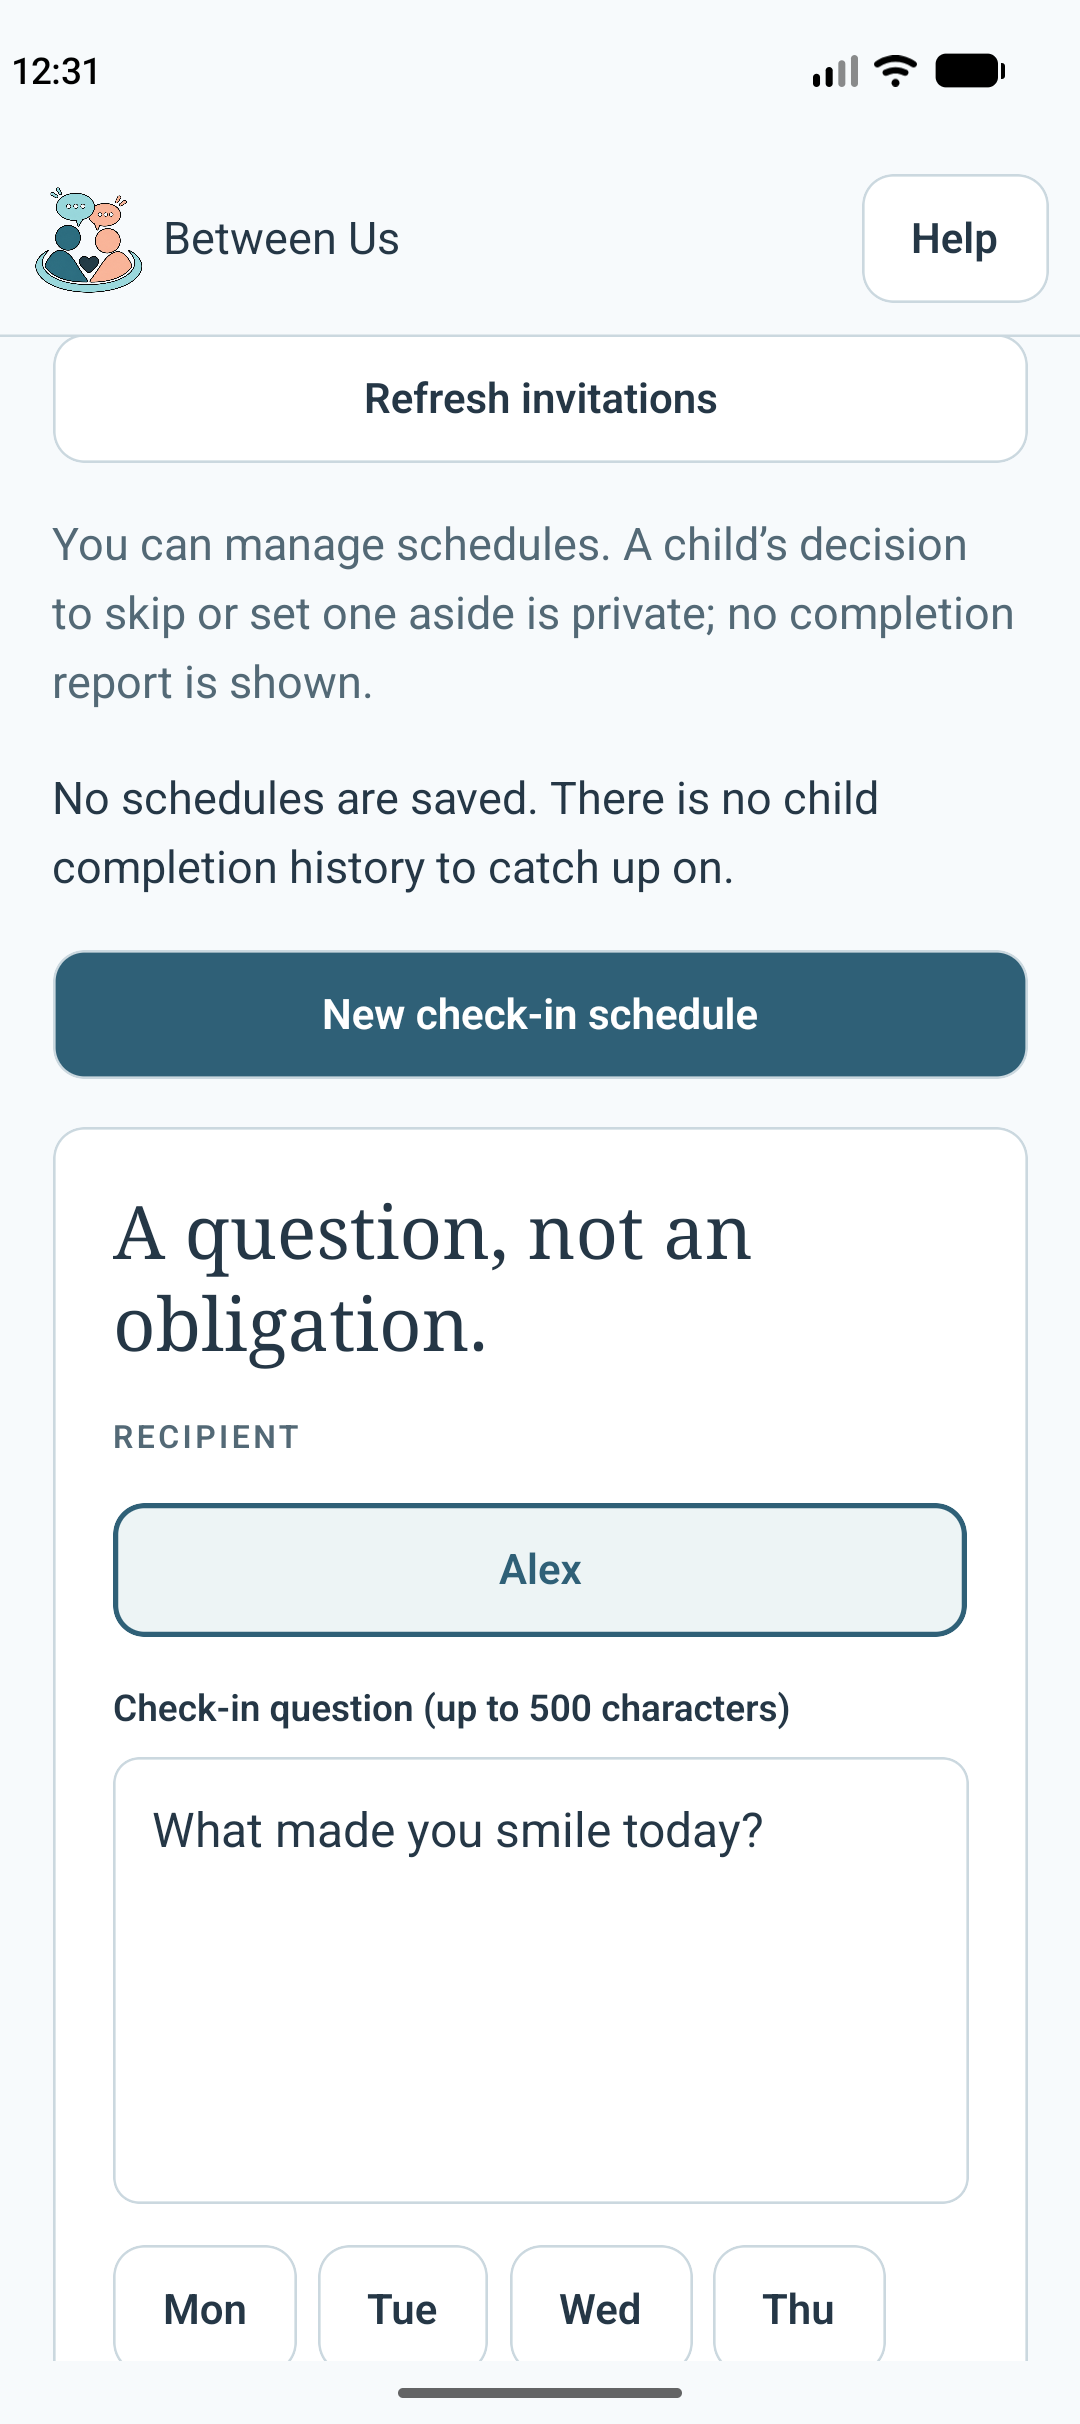 12:31
Between Us
Help
Refresh invitations
You can manage schedules. A child’s decision
to skip or set one aside is private; no completion
report is shown.
No schedules are saved. There is no child
completion history to catch up on.
New check-in schedule
A question, not an
obligation.
RECIPIENT
Alex
Check-in question (up to 500 characters)
What made you smile today?
Mon Tue Wed Thu